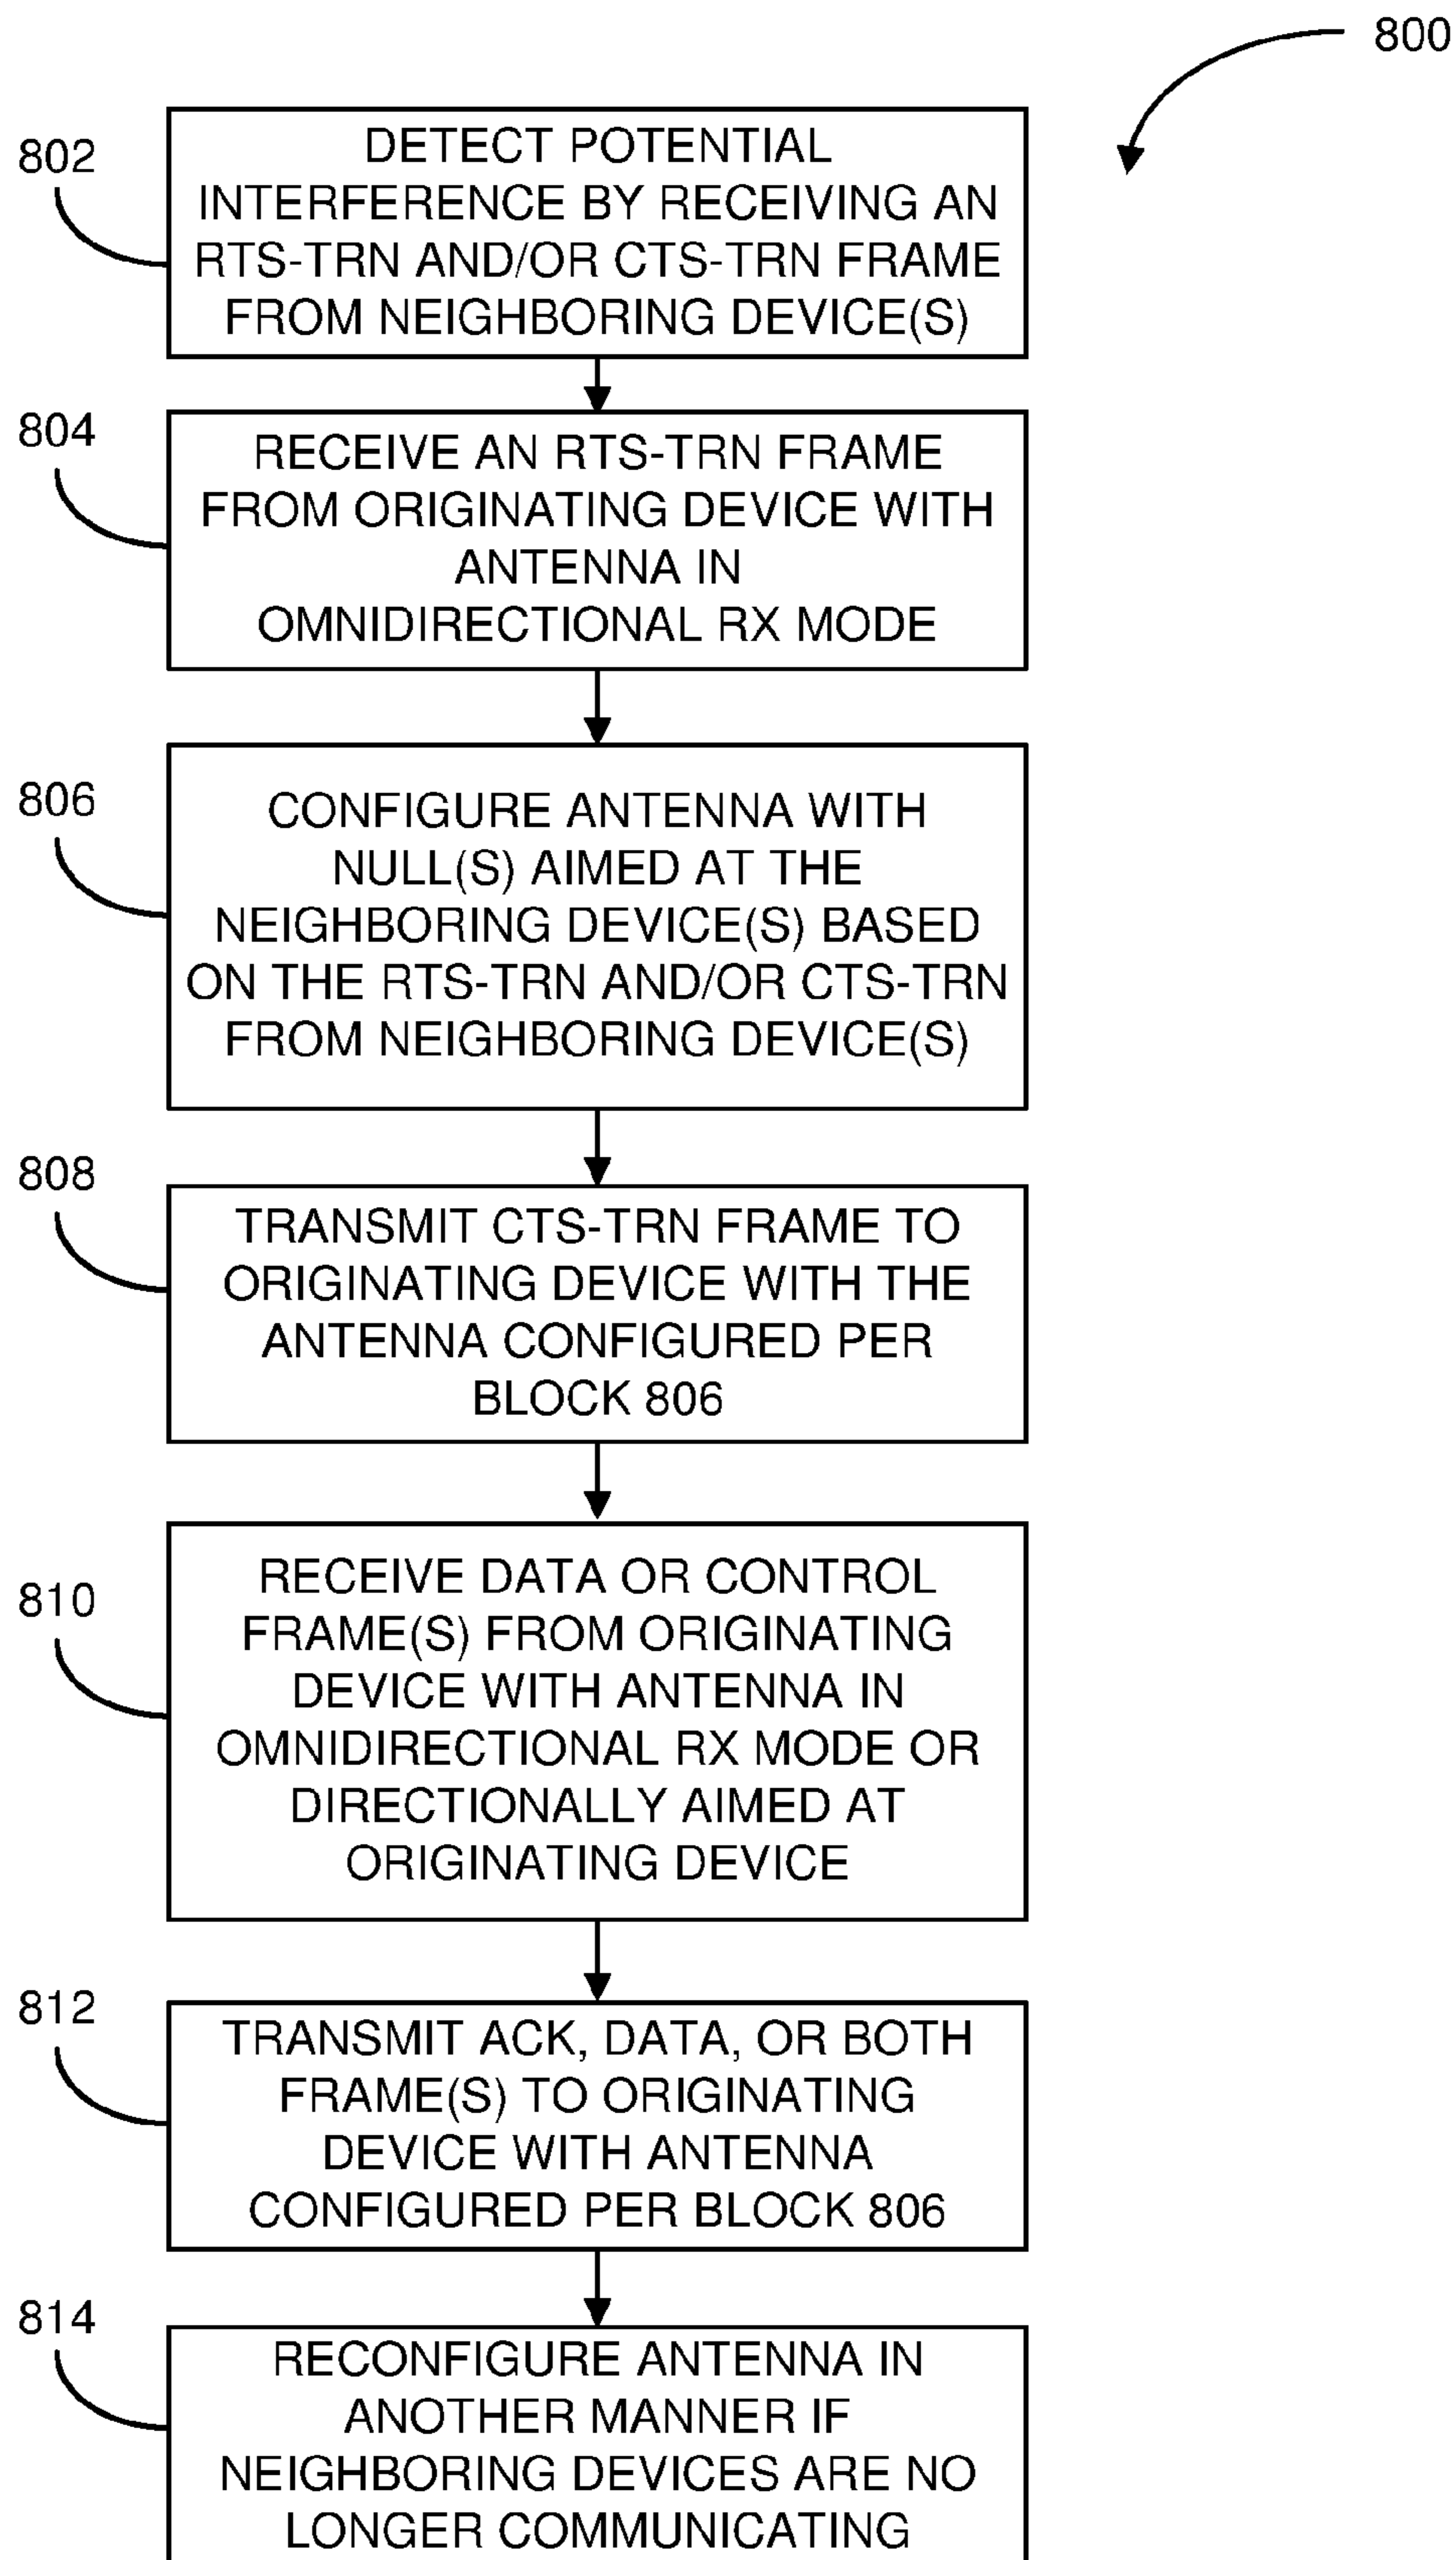 800
802
DETECT POTENTIAL
INTERFERENCE BY RECEIVING AN
RTS-TRN AND/OR CTS-TRN FRAME
FROM NEIGHBORING DEVICE(S)
804
RECEIVE AN RTS-TRN FRAME
FROM ORIGINATING DEVICE WITH
ANTENNA IN
OMNIDIRECTIONAL RX MODE
806
CONFIGURE ANTENNA WITH
NULL(S) AIMED AT THE
NEIGHBORING DEVICE(S) BASED
ON THE RTS-TRN AND/OR CTS-TRN
FROM NEIGHBORING DEVICE(S)
808
TRANSMIT CTS-TRN FRAME TO
ORIGINATING DEVICE WITH THE
ANTENNA CONFIGURED PER
BLOCK 806
810
RECEIVE DATA OR CONTROL
FRAME(S) FROM ORIGINATING
DEVICE WITH ANTENNA IN
OMNIDIRECTIONAL RX MODE OR
DIRECTIONALLY AIMED AT
ORIGINATING DEVICE
812
TRANSMIT ACK, DATA, OR BOTH
FRAME(S) TO ORIGINATING
DEVICE WITH ANTENNA
CONFIGURED PER BLOCK 806
814
RECONFIGURE ANTENNA IN
ANOTHER MANNER IF
NEIGHBORING DEVICES ARE NO
LONGER COMMUNICATING